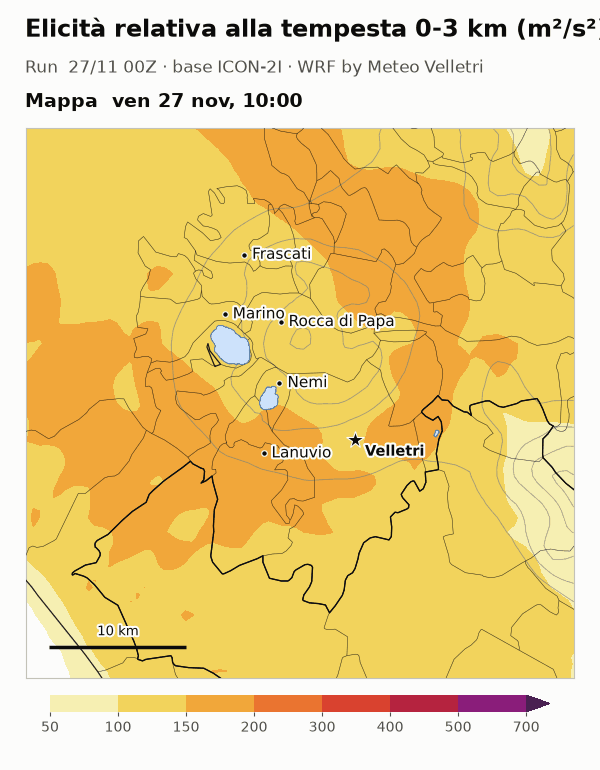 Elicità relativa alla tempesta 0-3 km (m²/s²)
Run  27/11 00Z · base ICON-2I · WRF by Meteo Velletri
Mappa  ven 27 nov, 10:00
Frascati
Marino
Rocca di Papa
Nemi
Velletri
Lanuvio
10 km
50 100 150 200 300 400 500 700